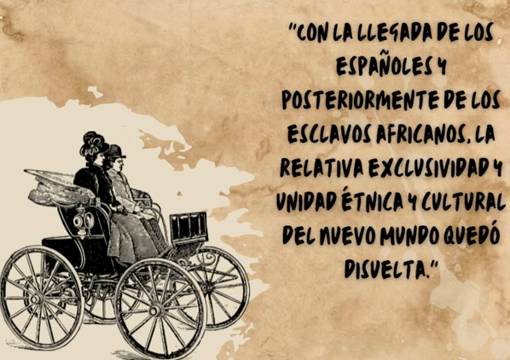 "CON LA LLEGADA DE LOS
ESPAÑOLES Y
POSTERIORMENTE DE LOS
ESCLAVOS AFRICANOS, LA
RELATIVA EXCLUSIVIDAD Y
UNIDAD ÉTNICA Y CULTURAL
DEL NUEVO MUNDO QUEDÓ
DISUELTA."